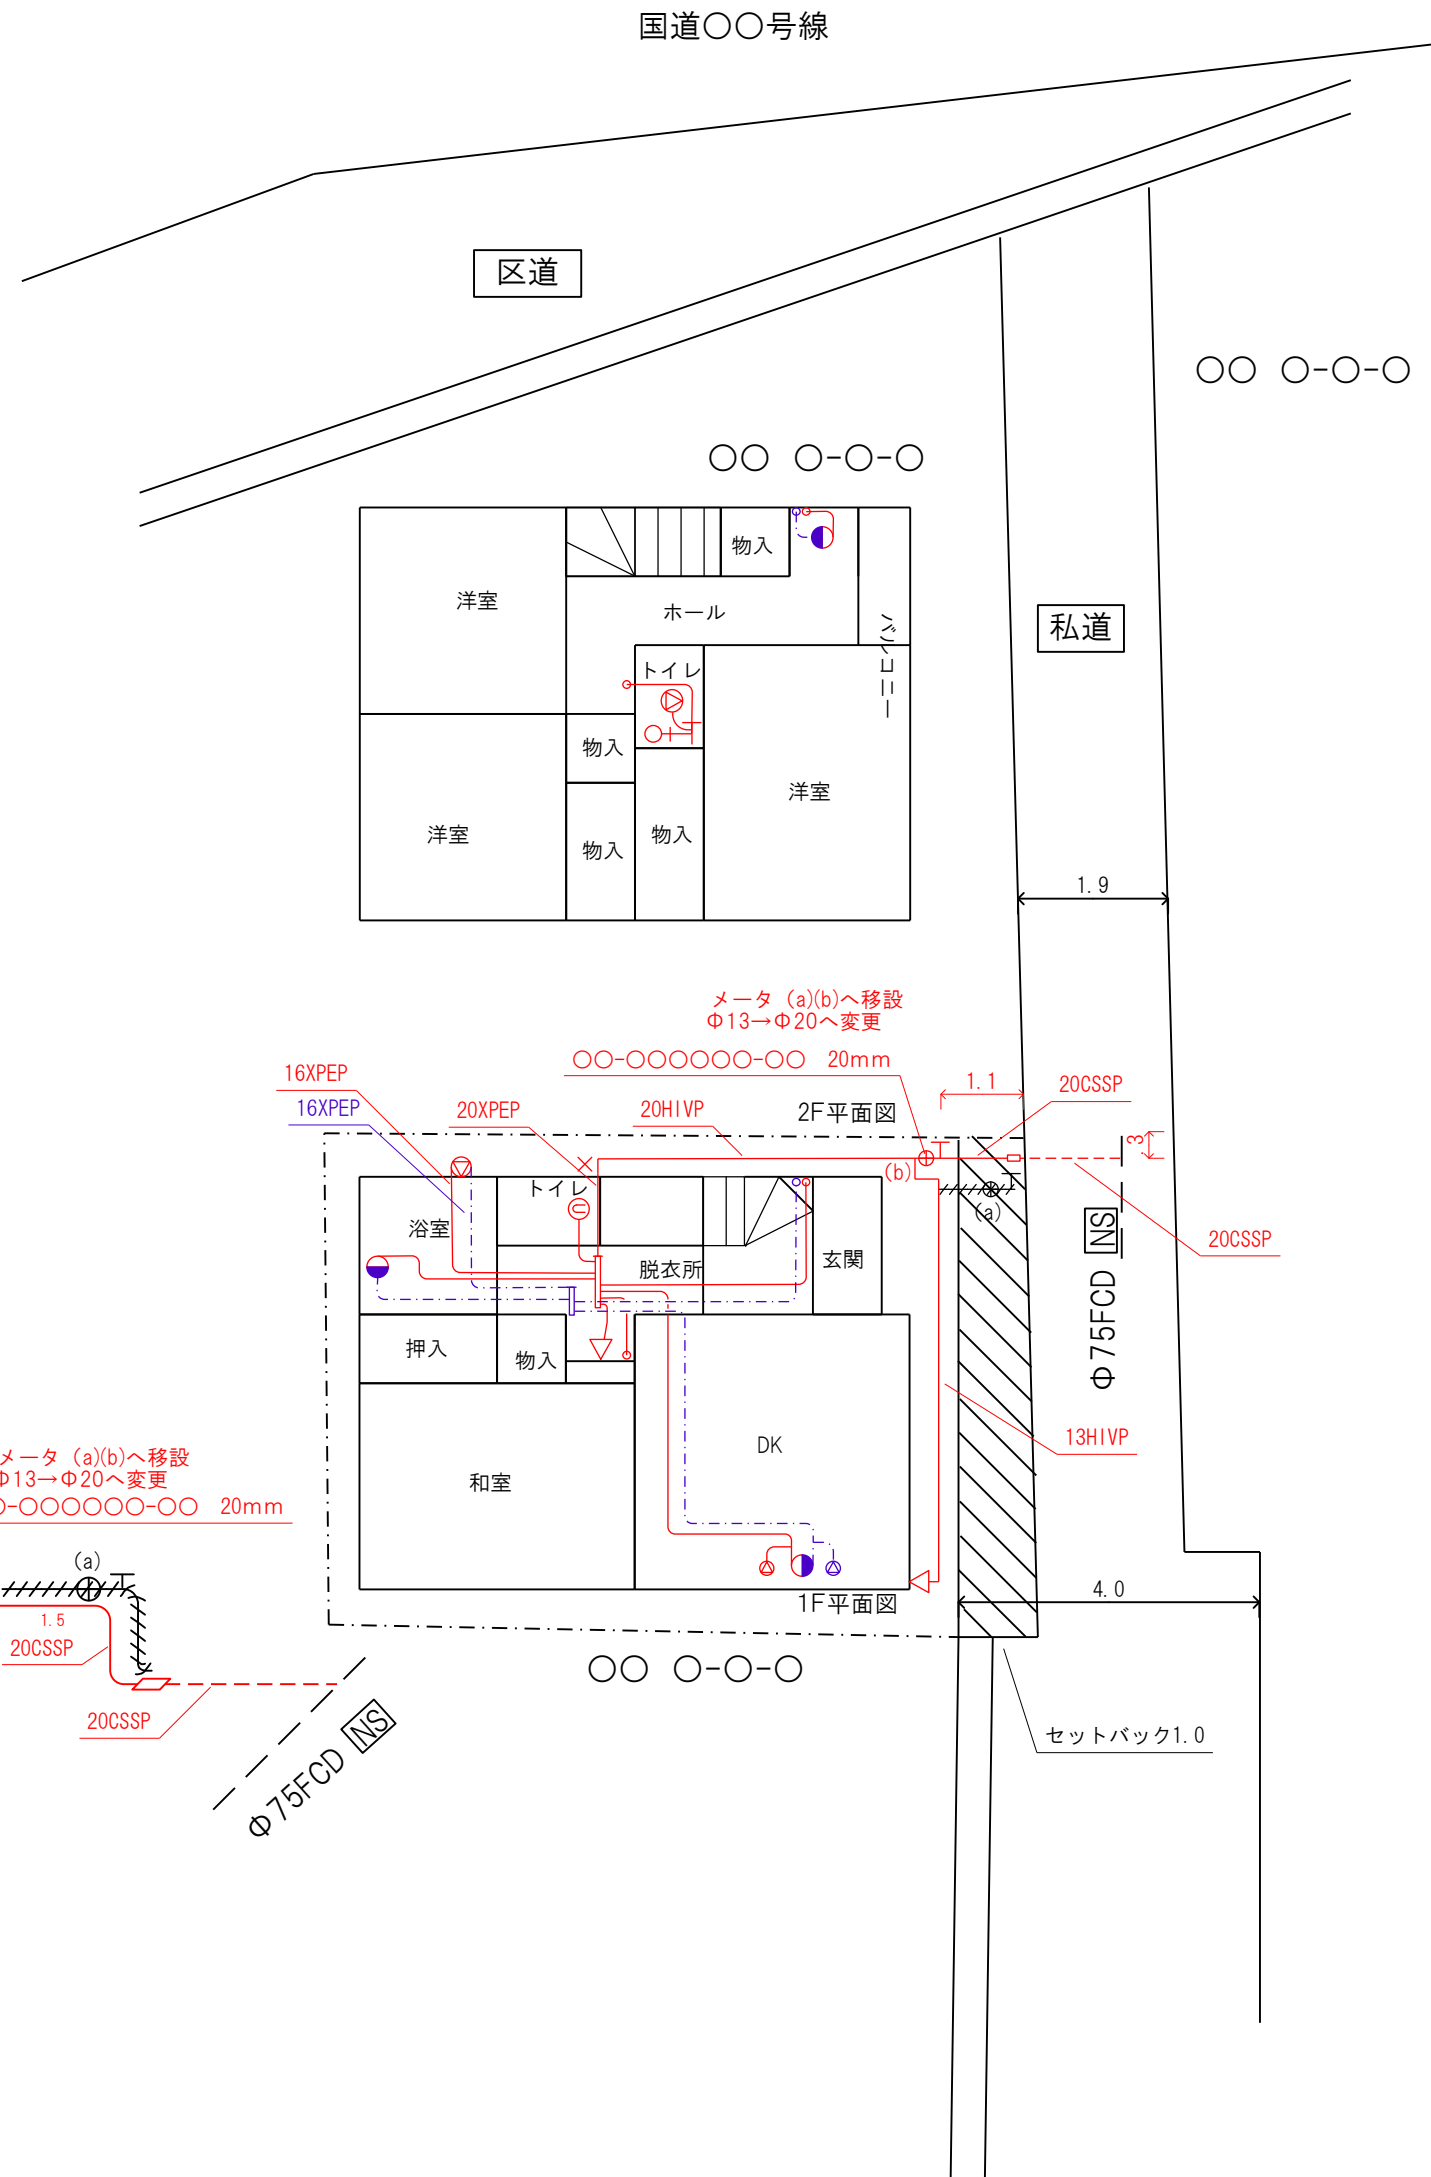 国道〇〇号線
区道
〇〇 〇-〇-〇
〇〇 〇-〇-〇
物入
洋室
ホール
バルコニー
私道
トイレ
物入
洋室
洋室
物入
物入
1.9
メータ (a)(b)へ移設
Φ13→Φ20へ変更
〇〇-〇〇〇〇〇〇-〇〇 20mm
16XPEP
16XPEP
20XPEP
20HIVP
2F平面図
1.1
20CSSP
3
(b)
(a)
トイレ
浴室
脱衣所
玄関
Φ75FCD NS
20CSSP
押入
物入
13HIVP
DK
和室
メータ (a)(b)へ移設
Φ13→Φ20へ変更
〇-〇〇〇〇〇〇-〇〇 20mm
(a)
1.5
20CSSP
20CSSP
Φ75FCD NS
1F平面図
4.0
〇〇 〇-〇-〇
セットバック1.0